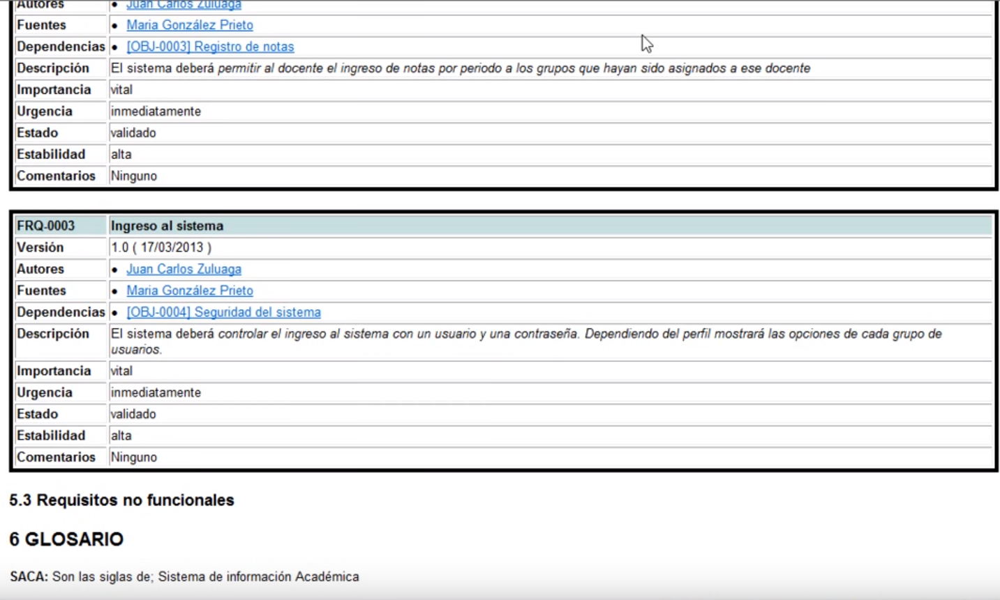 Autores • Juan Carlos Zuluaga
Fuentes • Maria González Prieto
Dependencias • [OBJ-0003] Registro de notas
Descripción El sistema deberá permitir al docente el ingreso de notas por periodo a los grupos que hayan sido asignados a ese docente
Importancia vital
Urgencia inmediatamente
Estado validado
Estabilidad alta
Comentarios Ninguno
FRQ-0003 Ingreso al sistema
Versión 1.0 ( 17/03/2013 )
Autores • Juan Carlos Zuluaga
Fuentes • Maria González Prieto
Dependencias • [OBJ-0004] Seguridad del sistema
Descripción El sistema deberá controlar el ingreso al sistema con un usuario y una contraseña. Dependiendo del perfil mostrará las opciones de cada grupo de
usuarios.
Importancia vital
Urgencia inmediatamente
Estado validado
Estabilidad alta
Comentarios Ninguno
5.3 Requisitos no funcionales
6 GLOSARIO
SACA: Son las siglas de; Sistema de información Académica